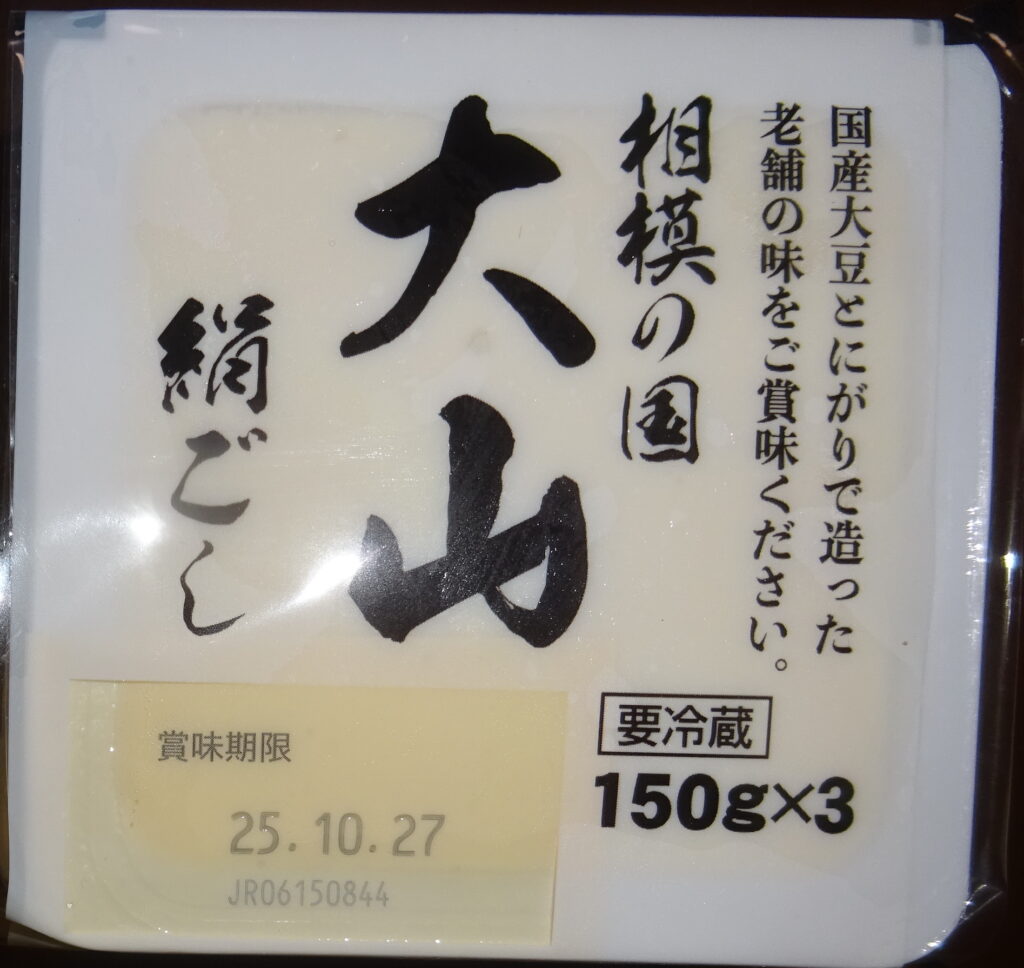 国産大豆とにがりで造った
老舗の味をご賞味ください。
相模の国
大山
絹ごし
要冷蔵
150g×3
賞味期限
25.10.27
JR06150844